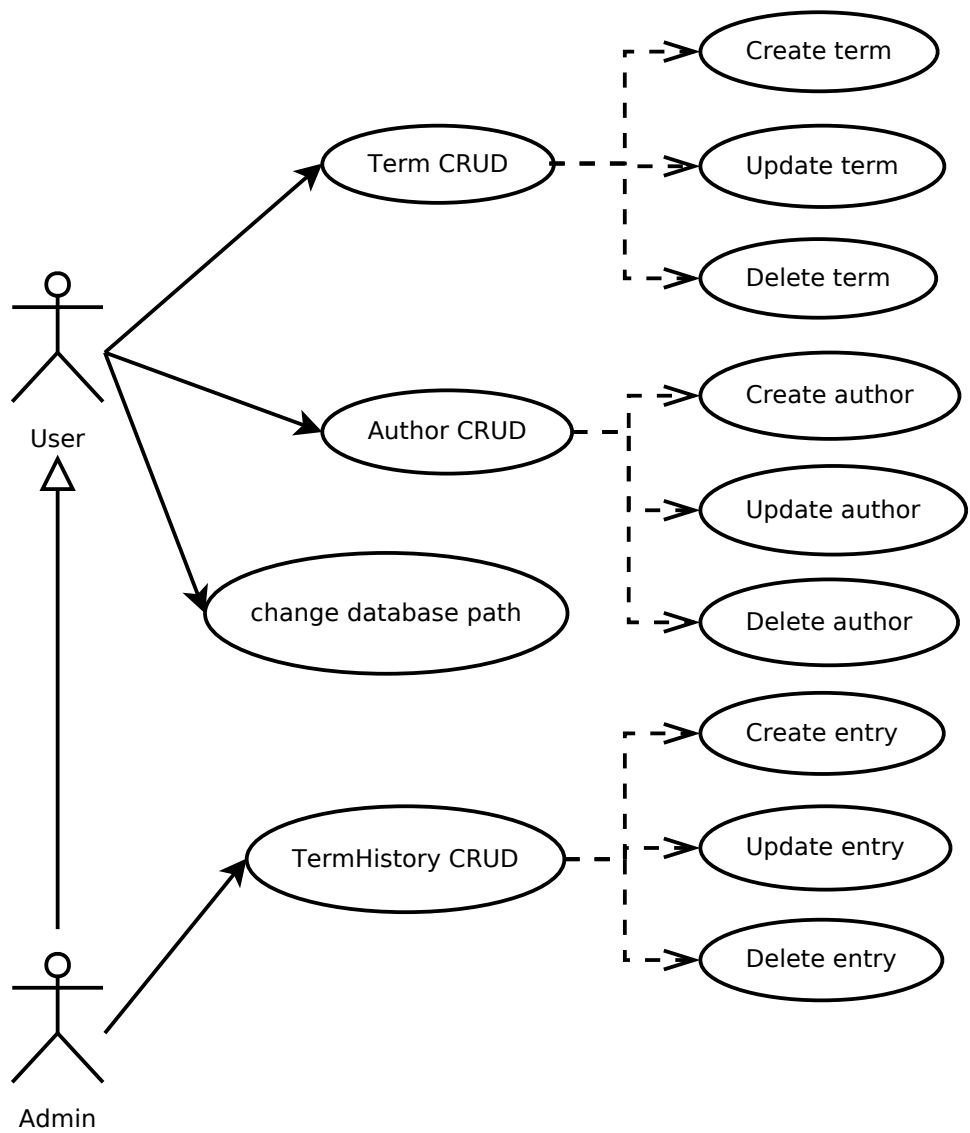 Create term
Term CRUD
Update term
Delete term
User
Create author
Author CRUD
Update author
change database path
Delete author
Create entry
TermHistory CRUD
Update entry
Delete entry
Admin